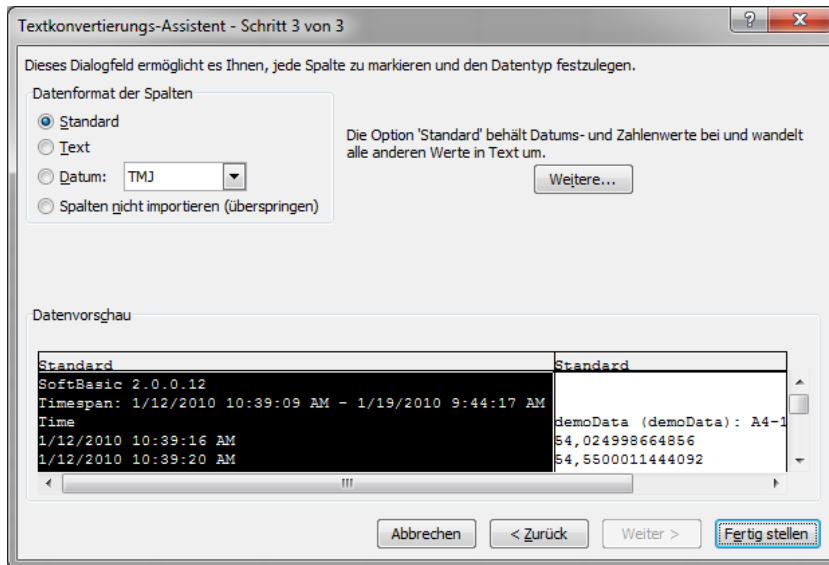 Textkonvertierungs-Assistent - Schritt 3 von 3
Dieses Dialogfeld ermöglicht es Ihnen, jede Spalte zu markieren und den Datentyp festzulegen.
Datenformat der Spalten
Standard
Text
Datum: TMJ
Spalten nicht importieren (überspringen)
Die Option 'Standard' behält Datums- und Zahlenwerte bei und wandelt
alle anderen Werte in Text um.
Weitere...
Datenvorschau
Standard Standard
SoftBasic 2.0.0.12
Timespan: 1/12/2010 10:39:09 AM - 1/19/2010 9:44:17 AM
Time demoData (demoData): A4-1
1/12/2010 10:39:16 AM 54,024998664856
1/12/2010 10:39:20 AM 54,5500011444092
Abbrechen < Zurück Weiter > Fertig stellen